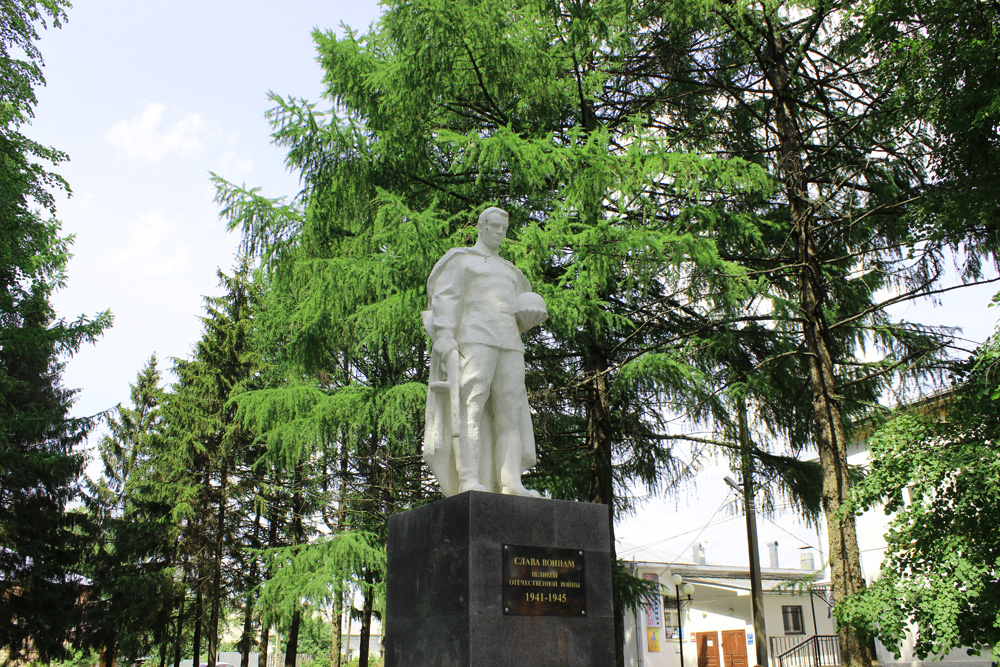 СЛАВА ВОИНАМ
ВЕЛИКОЙ
ОТЕЧЕСТВЕННОЙ ВОЙНЫ
1941-1945